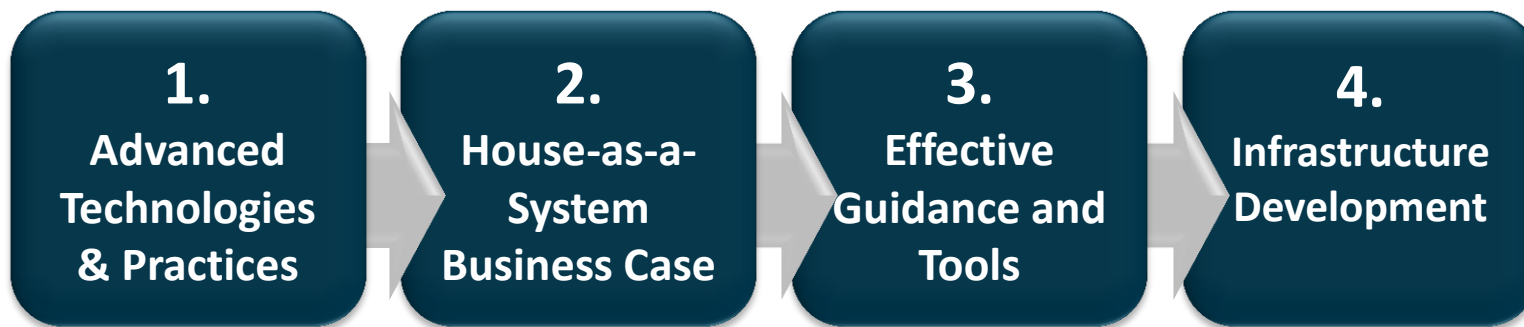 1.
Advanced
Technologies
& Practices
2.
House-as-a-
System
Business Case
3.
Effective
Guidance and
Tools
4.
Infrastructure
Development